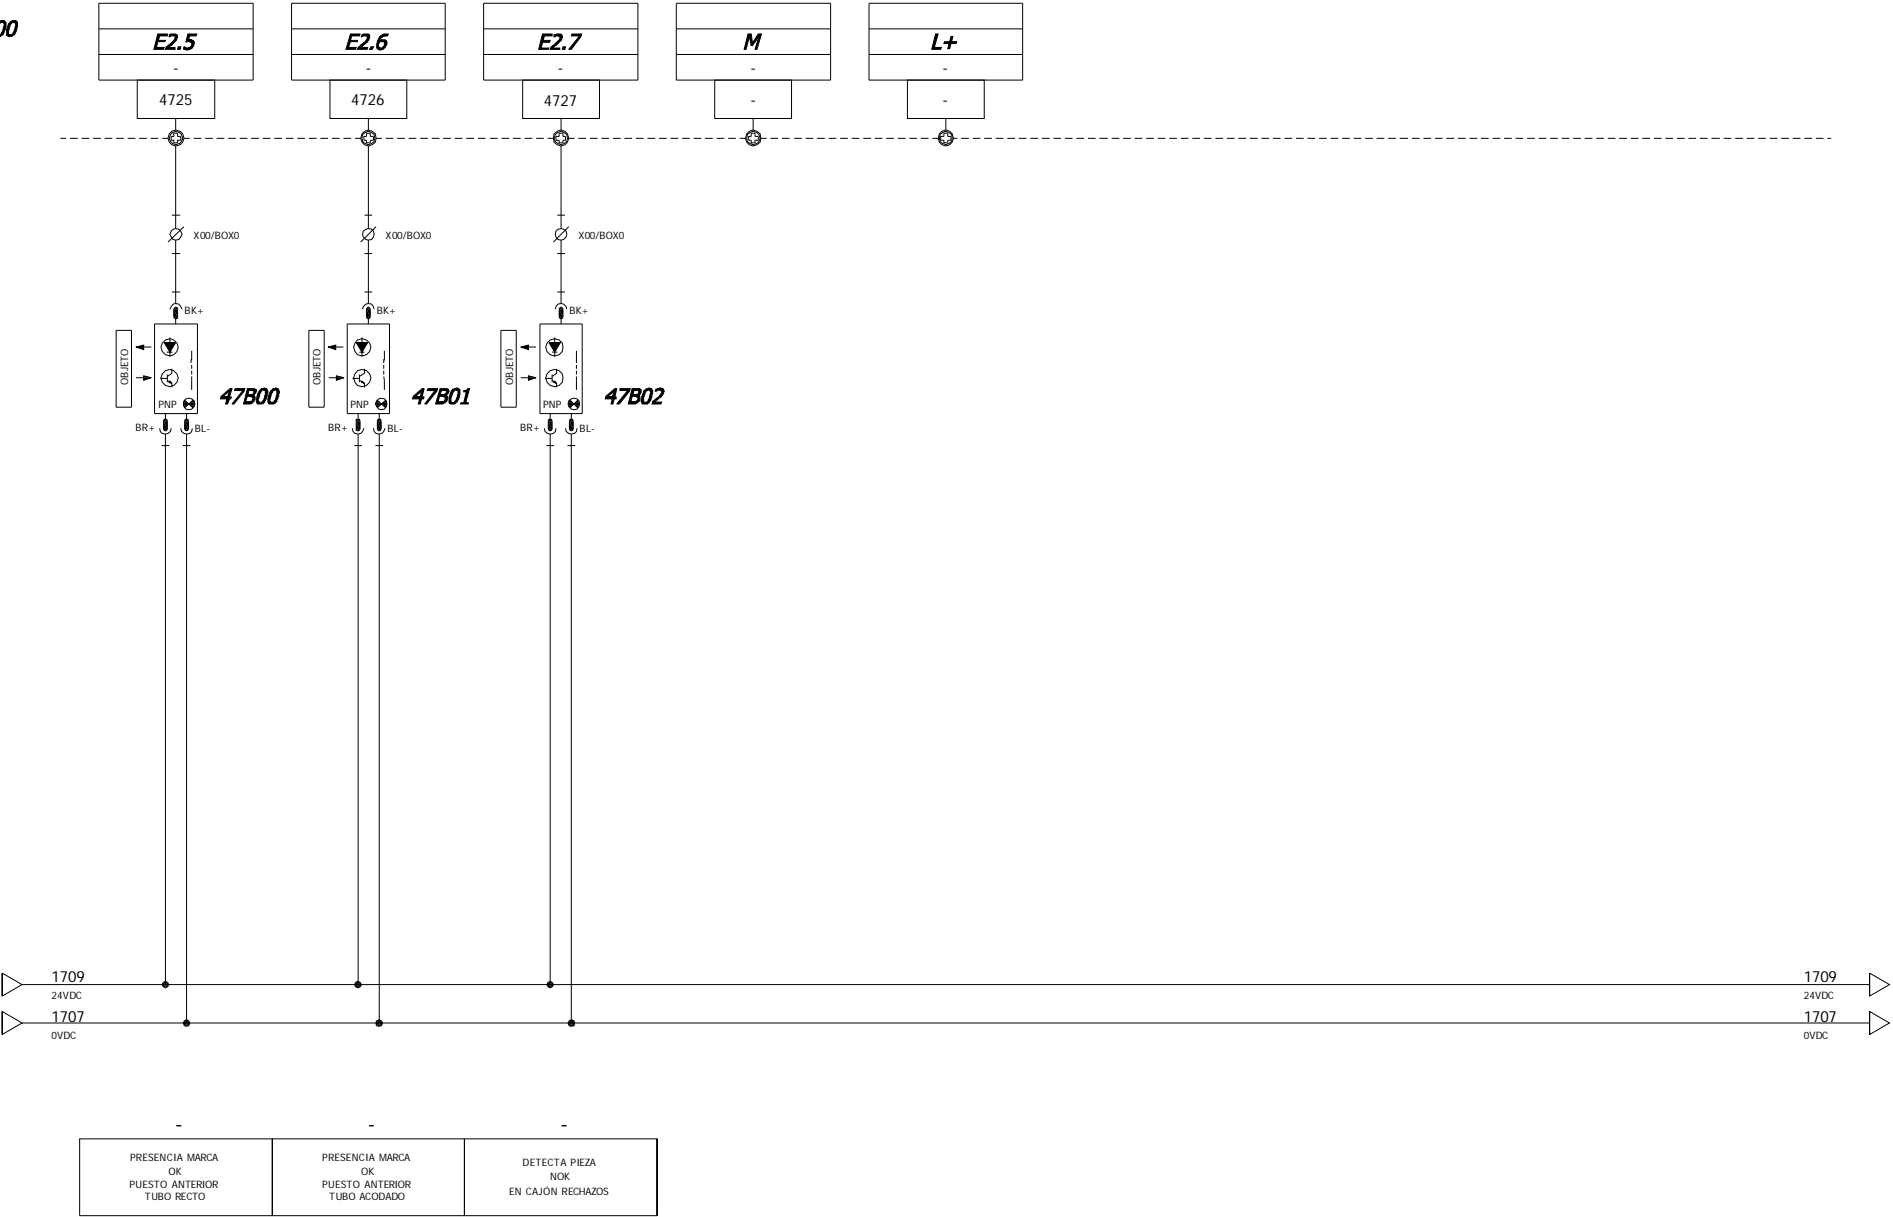 00
E2.5 E2.6 E2.7 M L+
- - - - -
4725 4726 4727 - -
X00/BOX0 X00/BOX0 X00/BOX0
BK+ BK+ BK+
OBJETO OBJETO OBJETO
47B00 47B01 47B02
PNP PNP PNP
BR+ BL- BR+ BL- BR+ BL-
1709 1709
24VDC 24VDC
1707 1707
0VDC 0VDC
- - -
PRESENCIA MARCA
OK
PUESTO ANTERIOR
TUBO RECTO
PRESENCIA MARCA
OK
PUESTO ANTERIOR
TUBO ACODADO
DETECTA PIEZA
NOK
EN CAJÓN RECHAZOS